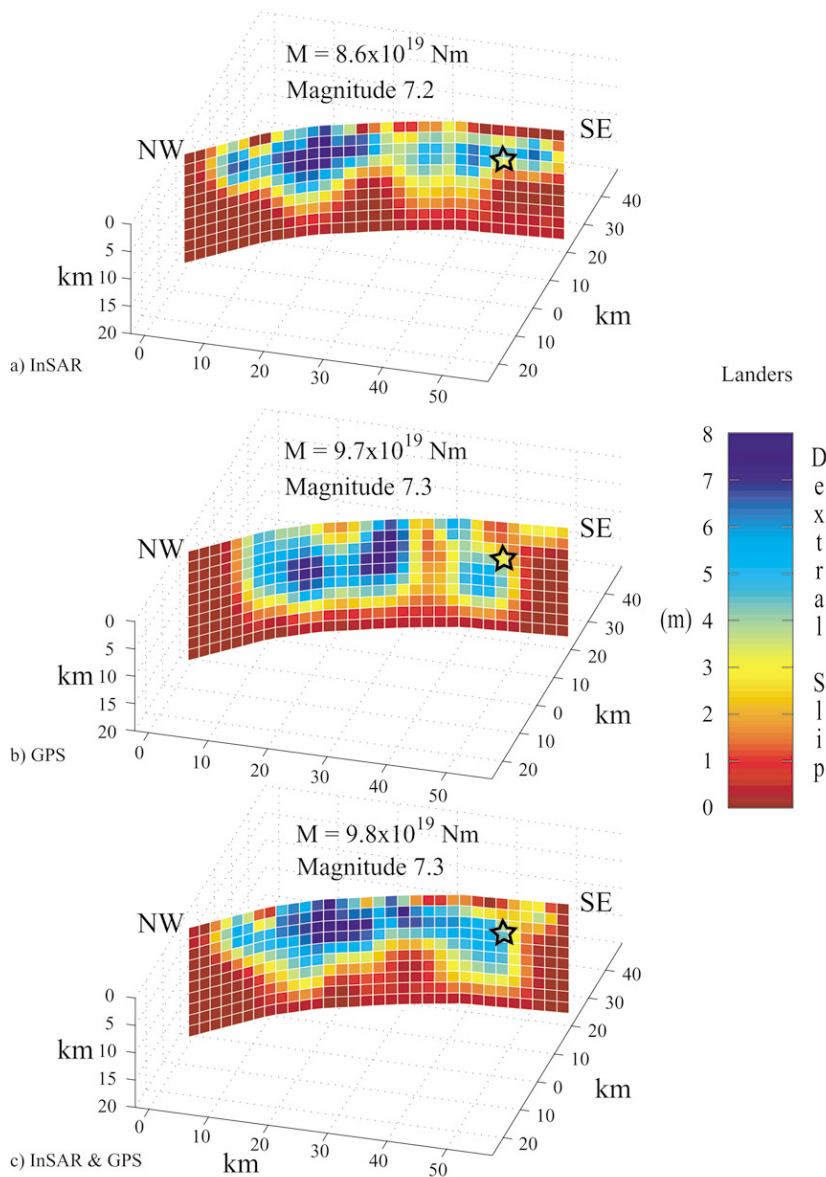 M = 8.6x10^19 Nm
Magnitude 7.2
NW
SE
0
5
10
15
20
km
0
10
20
30
40
50
40
30
20
10
0
10
20
km
a) InSAR
M = 9.7x10^19 Nm
Magnitude 7.3
NW
SE
0
5
10
15
20
km
0
10
20
30
40
50
40
30
20
10
0
10
20
km
b) GPS
M = 9.8x10^19 Nm
Magnitude 7.3
NW
SE
0
5
10
15
20
km
0
10
20
30
40
50
km
40
30
20
10
0
10
20
km
c) InSAR & GPS
Landers
8
7
6
5
4
3
2
1
0
(m)
Dextral Slip